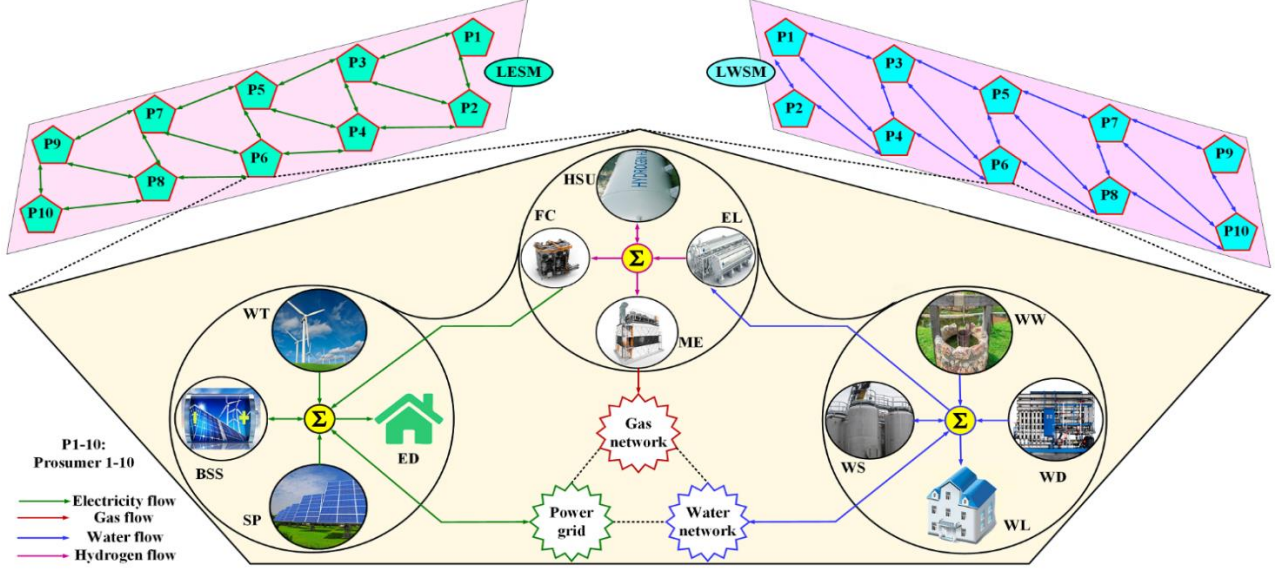 P1
P3
P5
P7
P9
P2
P4
P6
P8
P10
LESM
LWSM
P1
P3
P5
P7
P9
P2
P4
P6
P8
P10
HSU
HYDROGEN
FC
EL
Σ
ME
WT
BSS
Σ
ED
SP
WW
WS
Σ
WD
WL
Gas
network
Power
grid
Water
network
P1-10:
Prosumer 1-10
Electricity flow
Gas flow
Water flow
Hydrogen flow